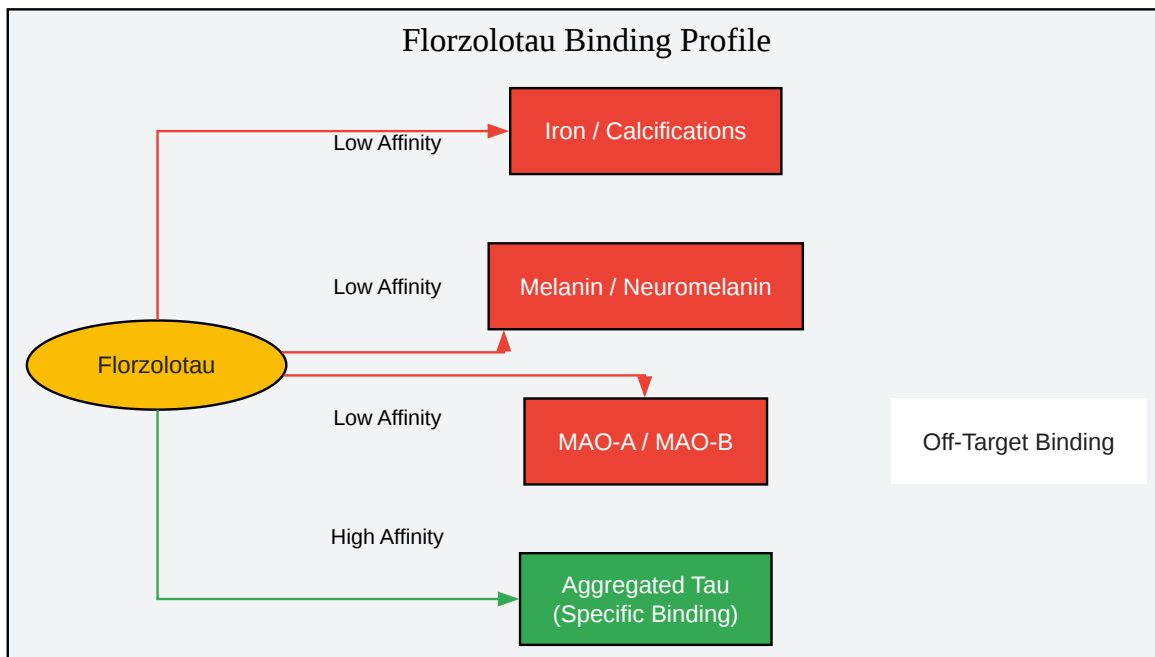 Florzolotau Binding Profile
Iron / Calcifications
Low Affinity
Low Affinity
Melanin / Neuromelanin
Florzolotau
Low Affinity
MAO-A / MAO-B
Off-Target Binding
High Affinity
Aggregated Tau
(Specific Binding)